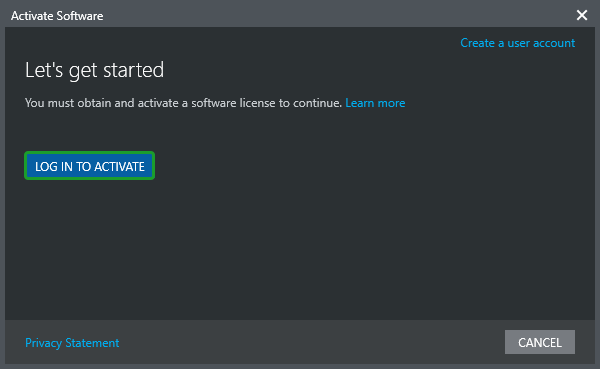 Activate Software
Create a user account
Let's get started
You must obtain and activate a software license to continue. Learn more
LOG IN TO ACTIVATE
Privacy Statement
CANCEL